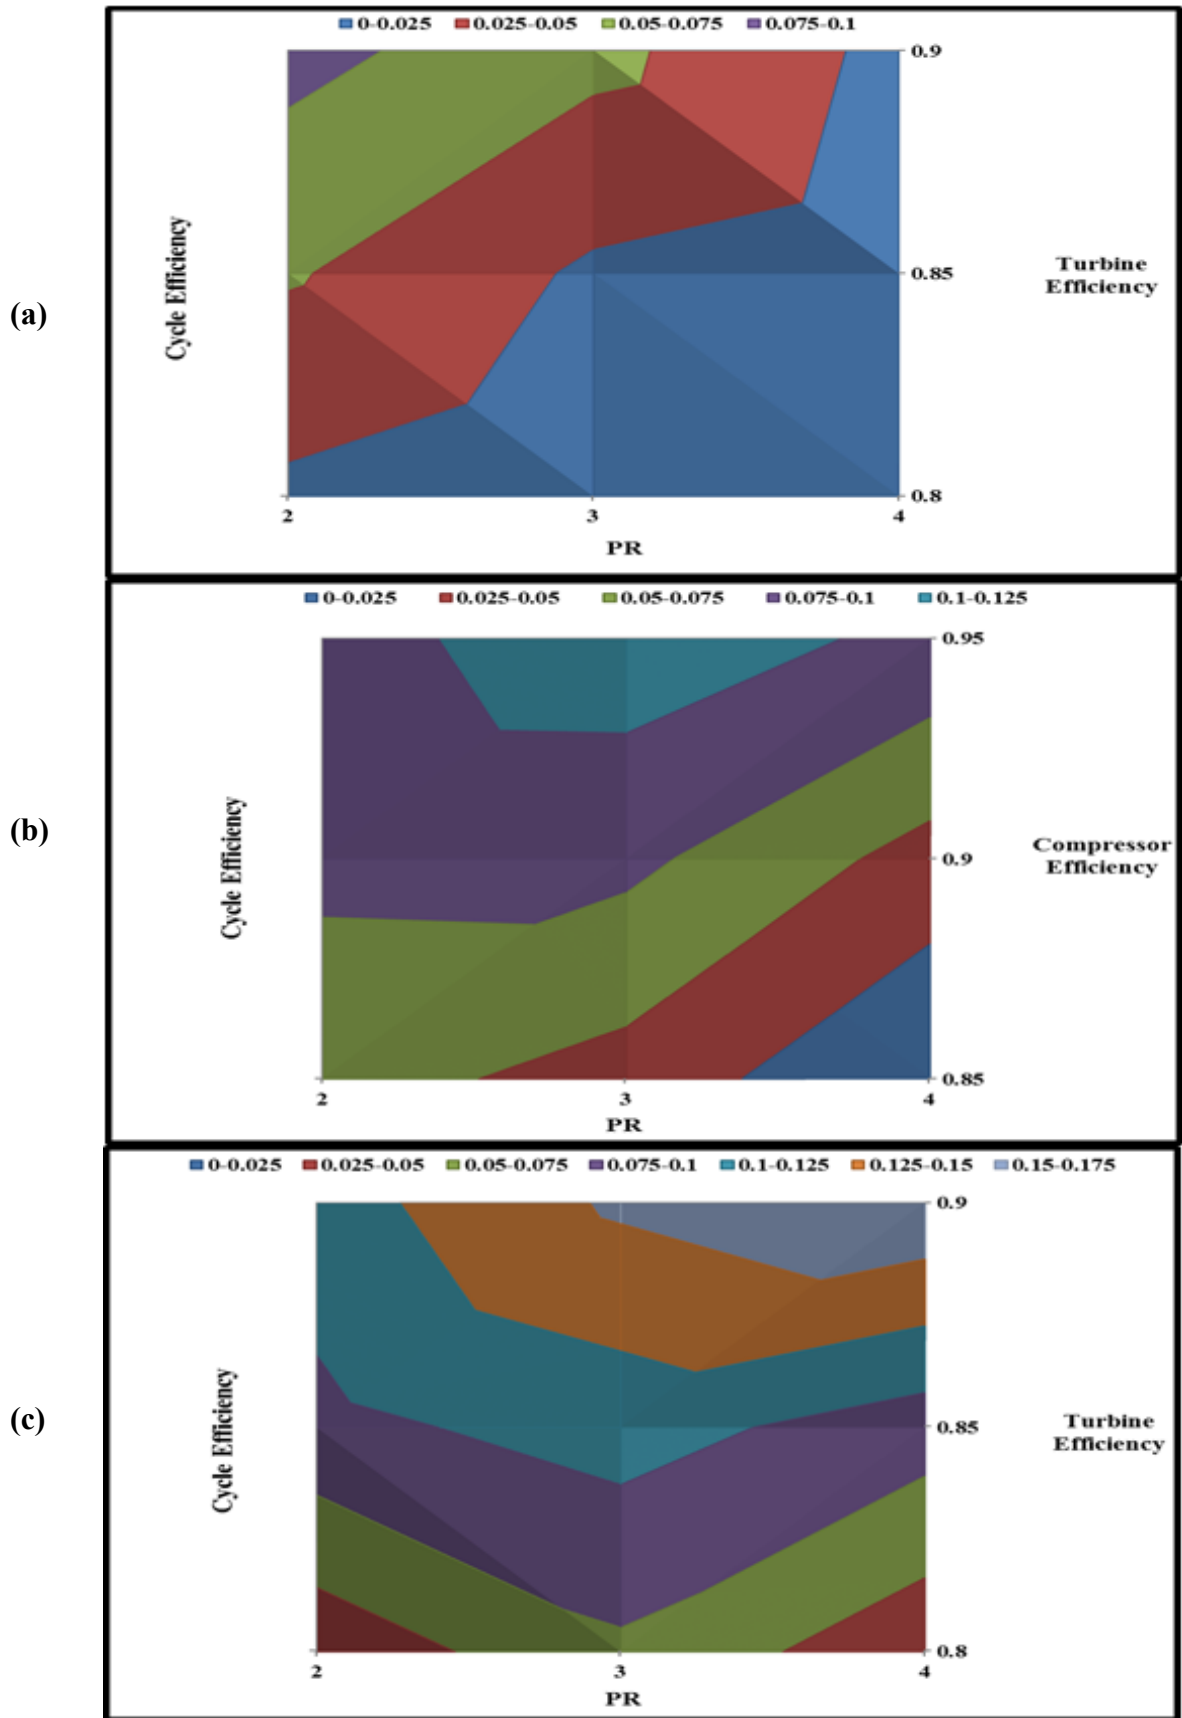 (a)
0-0.025 0.025-0.05 0.05-0.075 0.075-0.1
0.9
Cycle Efficiency
0.85
Turbine
Efficiency
0.8
2 3 4
PR
(b)
0-0.025 0.025-0.05 0.05-0.075 0.075-0.1 0.1-0.125
0.95
Cycle Efficiency
0.9
Compressor
Efficiency
0.85
2 3 4
PR
(c)
0-0.025 0.025-0.05 0.05-0.075 0.075-0.1 0.1-0.125 0.125-0.15 0.15-0.175
0.9
Cycle Efficiency
0.85
Turbine
Efficiency
0.8
2 3 4
PR